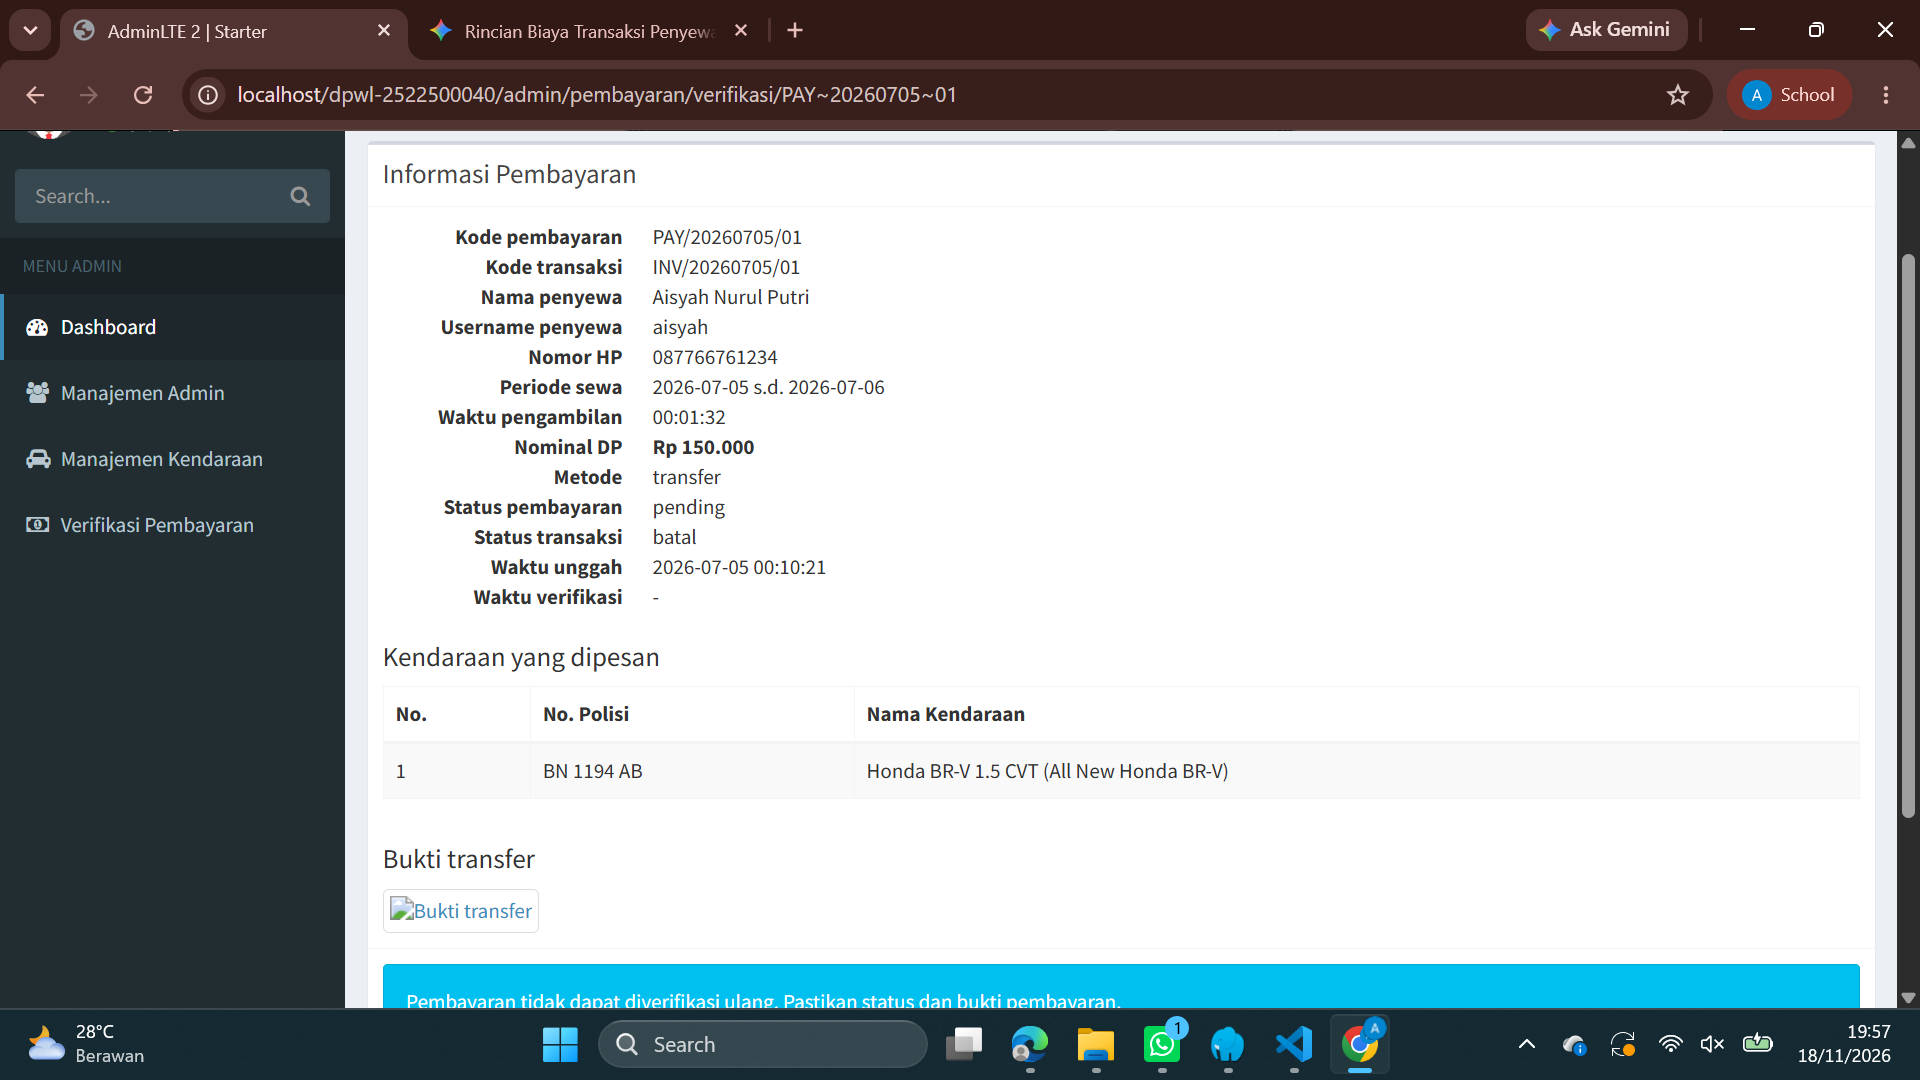 AdminLTE 2 | Starter
Rincian Biaya Transaksi Penyew
Ask Gemini
localhost/dpwl-2522500040/admin/pembayaran/verifikasi/PAY~20260705~01
A School
Search...
MENU ADMIN
Dashboard
Manajemen Admin
Manajemen Kendaraan
Verifikasi Pembayaran
Informasi Pembayaran
Kode pembayaran PAY/20260705/01
Kode transaksi INV/20260705/01
Nama penyewa Aisyah Nurul Putri
Username penyewa aisyah
Nomor HP 087766761234
Periode sewa 2026-07-05 s.d. 2026-07-06
Waktu pengambilan 00:01:32
Nominal DP Rp 150.000
Metode transfer
Status pembayaran pending
Status transaksi batal
Waktu unggah 2026-07-05 00:10:21
Waktu verifikasi -
Kendaraan yang dipesan
No. No. Polisi Nama Kendaraan
1 BN 1194 AB Honda BR-V 1.5 CVT (All New Honda BR-V)
Bukti transfer
Bukti transfer
Pembayaran tidak dapat diverifikasi ulang. Pastikan status dan bukti pembayaran.
28°C
Berawan
Search
1
A
19:57
18/11/2026